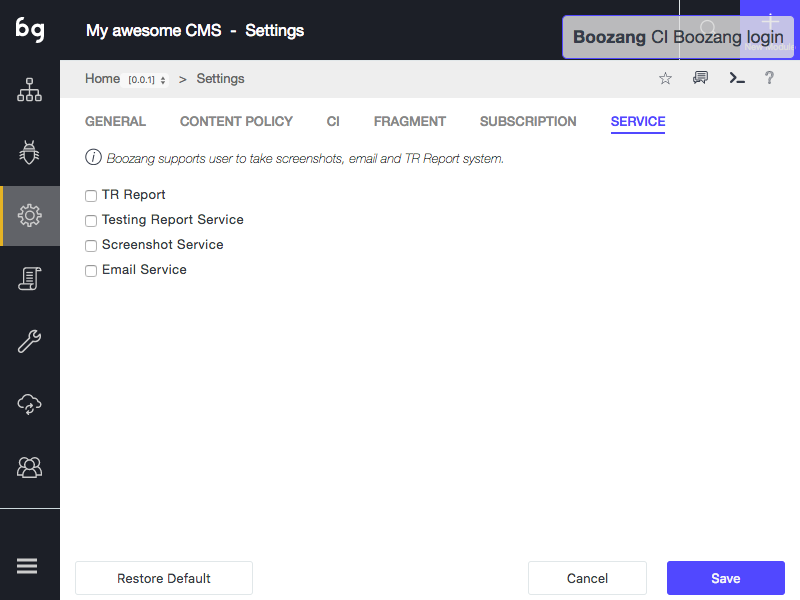 bg
My awesome CMS - Settings
Boozang CI Boozang login
Home [0.0.1] > Settings
?
GENERAL CONTENT POLICY CI FRAGMENT SUBSCRIPTION SERVICE
Boozang supports user to take screenshots, email and TR Report system.
TR Report
Testing Report Service
Screenshot Service
Email Service
Restore Default Cancel Save